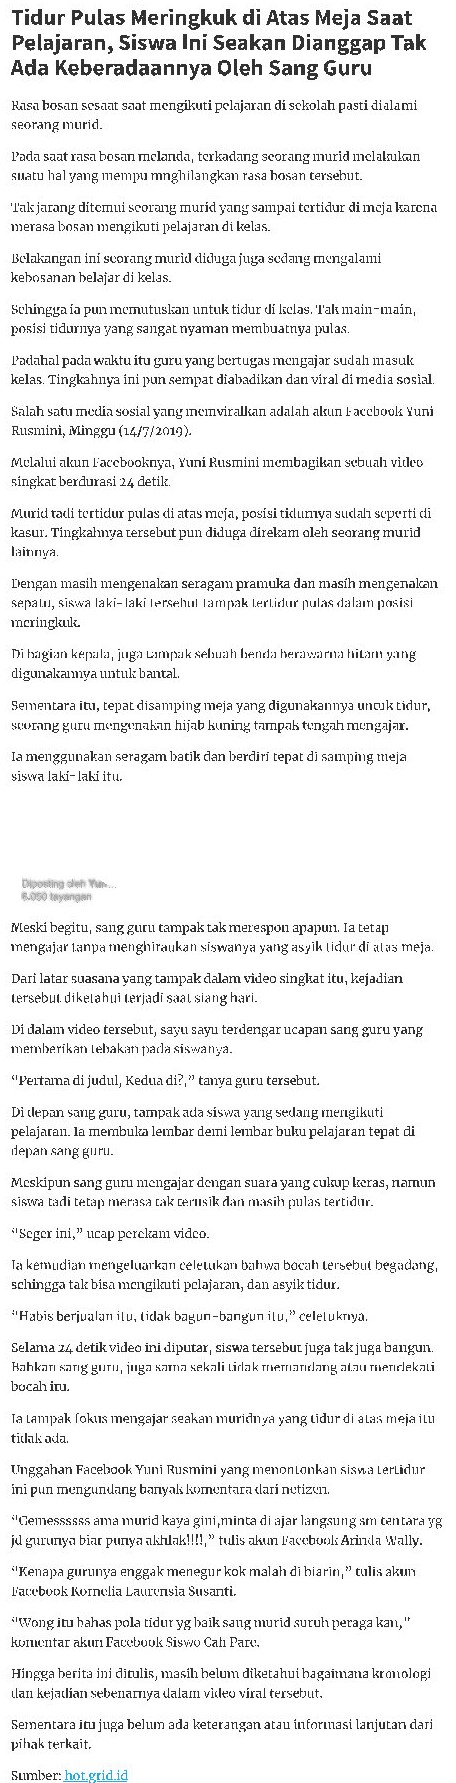 Tidur Pulas Meringkuk di Atas Meja Saat
Pelajaran, Siswa Ini Seakan Dianggap Tak
Ada Keberadaannya Oleh Sang Guru
Rasa bosan sesaat saat mengikuti pelajaran di sekolah pasti dialami
seorang murid.
Pada saat rasa bosan melanda, terkadang seorang murid melakukan
suatu hal yang mempu mnghilangkan rasa bosan tersebut.
Tak jarang ditemui seorang murid yang sampai tertidur di meja karena
merasa bosan mengikuti pelajaran di kelas.
Belakangan ini seorang murid diduga juga sedang mengalami
kebosanan belajar di kelas.
Sehingga ia pun memutuskan untuk tidur di kelas. Tak main-main,
posisi tidurnya yang sangat nyaman membuatnya pulas.
Padahal pada waktu itu guru yang bertugas mengajar sudah masuk
kelas. Tingkahnya ini pun sempat diabadikan dan viral di media sosial.
Salah satu media sosial yang memviralkan adalah akun Facebook Yuni
Rusmini, Minggu (14/7/2019).
Melalui akun Facebooknya, Yuni Rusmini membagikan sebuah video
singkat berdurasi 24 detik.
Murid tadi tertidur pulas di atas meja, posisi tidurnya sudah seperti di
kasur. Tingkahnya tersebut pun diduga direkam oleh seorang murid
lainnya.
Dengan masih mengenakan seragam pramuka dan masih mengenakan
sepatu, siswa laki-laki tersebut tampak tertidur pulas dalam posisi
meringkuk.
Di bagian kepala, juga tampak sebuah benda berawarna hitam yang
digunakannya untuk bantal.
Sementara itu, tepat disamping meja yang digunakannya untuk tidur,
seorang guru mengenakan hijab kuning tampak tengah mengajar.
Ia menggunakan seragam batik dan berdiri tepat di samping meja
siswa laki-laki itu.
Diposting oleh Yun...
6.050 tayangan
Meski begitu, sang guru tampak tak merespon apapun. Ia tetap
mengajar tanpa menghiraukan siswanya yang asyik tidur di atas meja.
Dari latar suasana yang tampak dalam video singkat itu, kejadian
tersebut diketahui terjadi saat siang hari.
Di dalam video tersebut, sayu sayu terdengar ucapan sang guru yang
memberikan tebakan pada siswanya.
“Pertama di judul, Kedua di?,” tanya guru tersebut.
Di depan sang guru, tampak ada siswa yang sedang mengikuti
pelajaran. Ia membuka lembar demi lembar buku pelajaran tepat di
depan sang guru.
Meskipun sang guru mengajar dengan suara yang cukup keras, namun
siswa tadi tetap merasa tak terusik dan masih pulas tertidur.
“Seger ini,” ucap perekam video.
Ia kemudian mengeluarkan celetukan bahwa bocah tersebut begadang,
sehingga tak bisa mengikuti pelajaran, dan asyik tidur.
“Habis berjualan itu, tidak bagun-bangun itu,” celetuknya.
Selama 24 detik video ini diputar, siswa tersebut juga tak juga bangun.
Bahkan sang guru, juga sama sekali tidak memandang atau mendekati
bocah itu.
Ia tampak fokus mengajar seakan muridnya yang tidur di atas meja itu
tidak ada.
Unggahan Facebook Yuni Rusmini yang menontonkan siswa tertidur
ini pun mengundang banyak komentara dari netizen.
“Gemessssss ama murid kaya gini,minta di ajar langsung sm tentara yg
jd gurunya biar punya akhlak!!!!,” tulis akun Facebook Arinda Wally.
“Kenapa gurunya enggak menegur kok malah di biarin,” tulis akun
Facebook Kornelia Laurensia Susanti.
“Wong itu bahas pola tidur yg baik sang murid suruh peraga kan,”
komentar akun Facebook Siswo Cah Pare.
Hingga berita ini ditulis, masih belum diketahui bagaimana kronologi
dan kejadian sebenarnya dalam video viral tersebut.
Sementara itu juga belum ada keterangan atau informasi lanjutan dari
pihak terkait.
Sumber: hot.grid.id